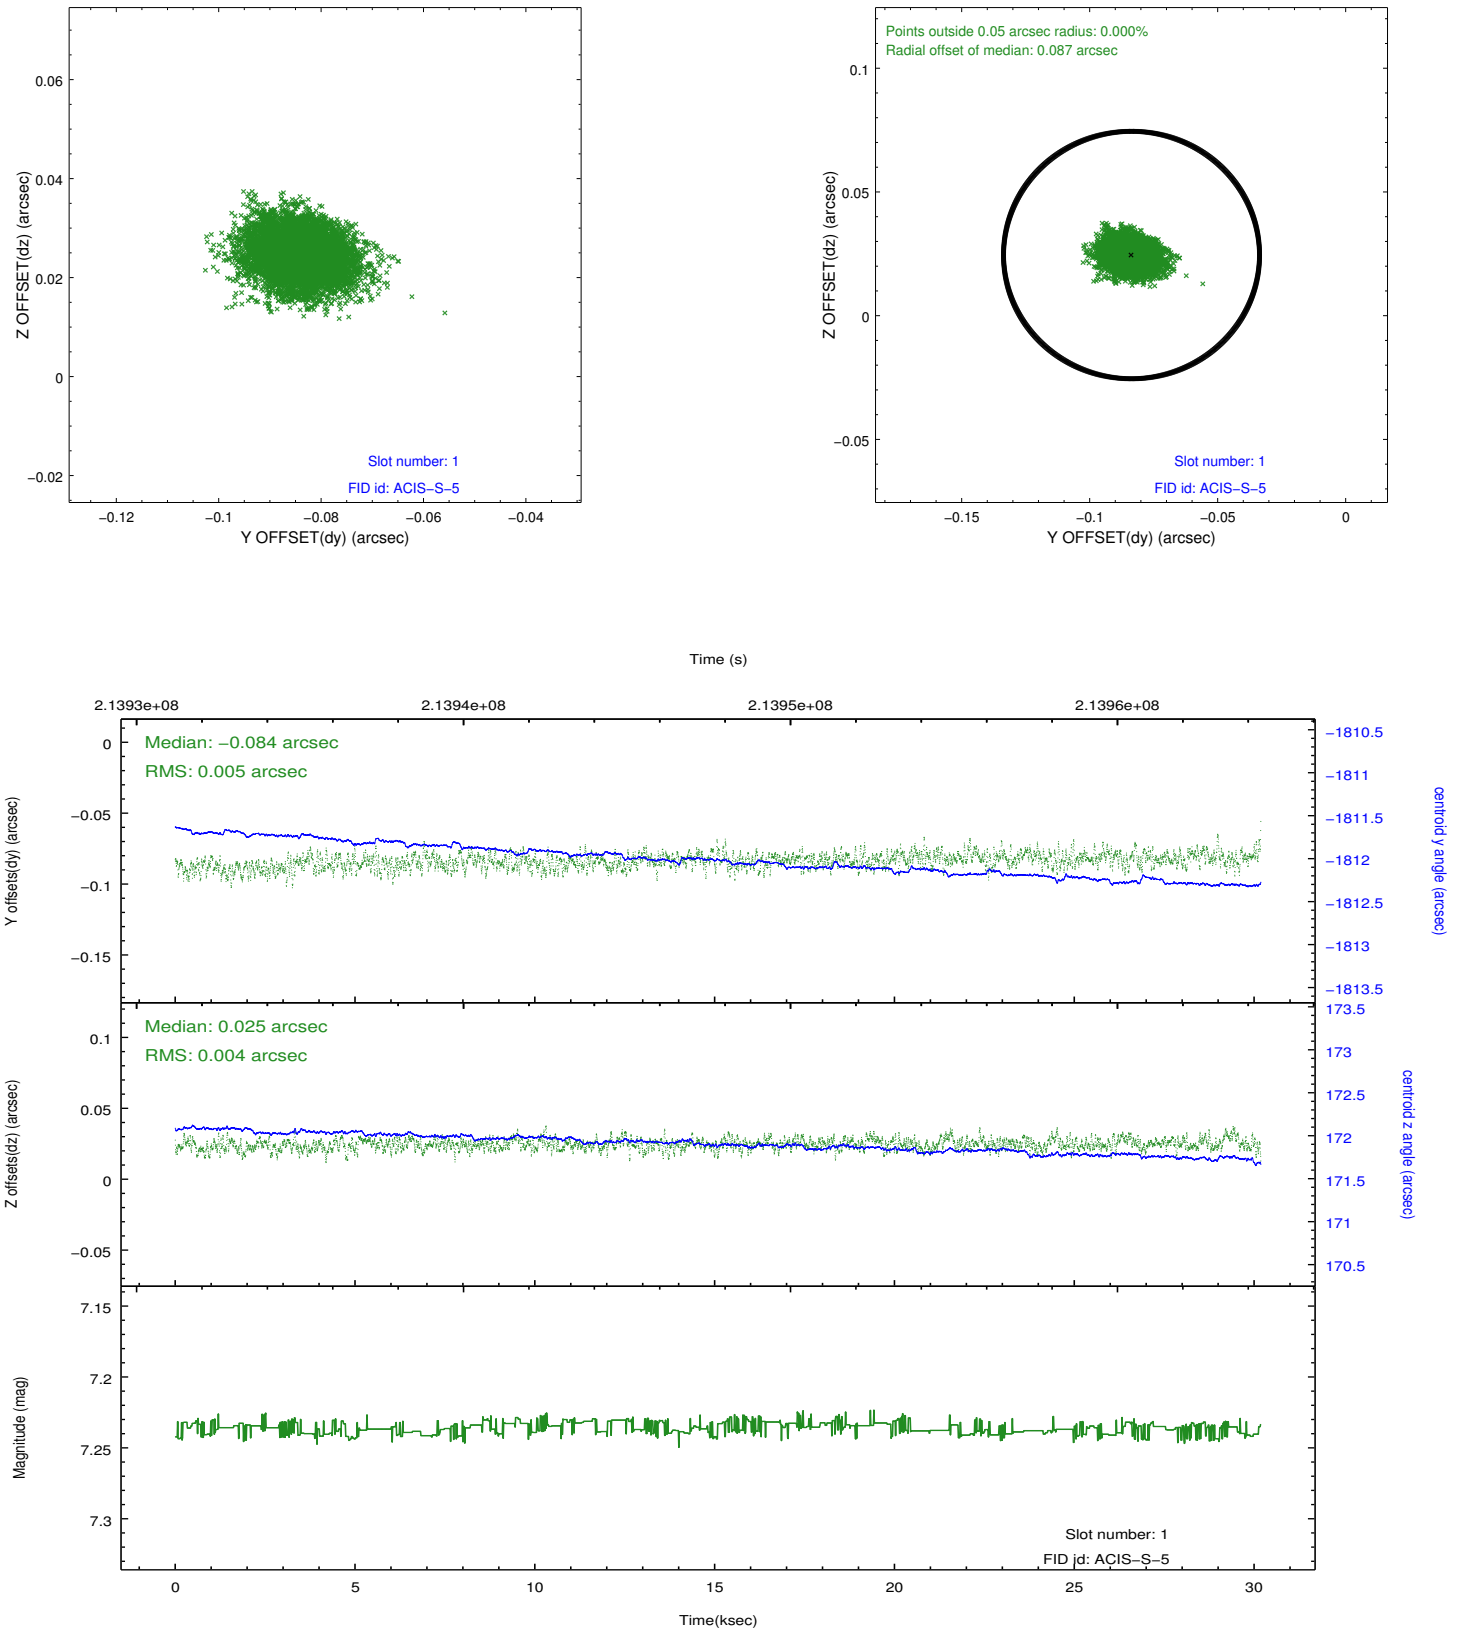 0.06
0.04
0.02
0
−0.02
Z OFFSET(dz) (arcsec)
Slot number: 1
FID id: ACIS−S−5
−0.12 −0.1 −0.08 −0.06 −0.04
Y OFFSET(dy) (arcsec)
Points outside 0.05 arcsec radius: 0.000%
Radial offset of median: 0.087 arcsec
0.1
0.05
0
−0.05
Z OFFSET(dz) (arcsec)
Slot number: 1
FID id: ACIS−S−5
−0.15 −0.1 −0.05 0
Y OFFSET(dy) (arcsec)
Time (s)
2.1393e+08 2.1394e+08 2.1395e+08 2.1396e+08
Median: −0.084 arcsec
RMS: 0.005 arcsec
0
−0.05
−0.1
−0.15
Y offsets(dy) (arcsec)
−1810.5
−1811
−1811.5
−1812
−1812.5
−1813
−1813.5
centroid y angle (arcsec)
Median: 0.025 arcsec
RMS: 0.004 arcsec
0.1
0.05
0
−0.05
Z offsets(dz) (arcsec)
173.5
173
172.5
172
171.5
171
170.5
centroid z angle (arcsec)
7.15
7.2
7.25
7.3
Magnitude (mag)
Slot number: 1
FID id: ACIS−S−5
0 5 10 15 20 25 30
Time(ksec)